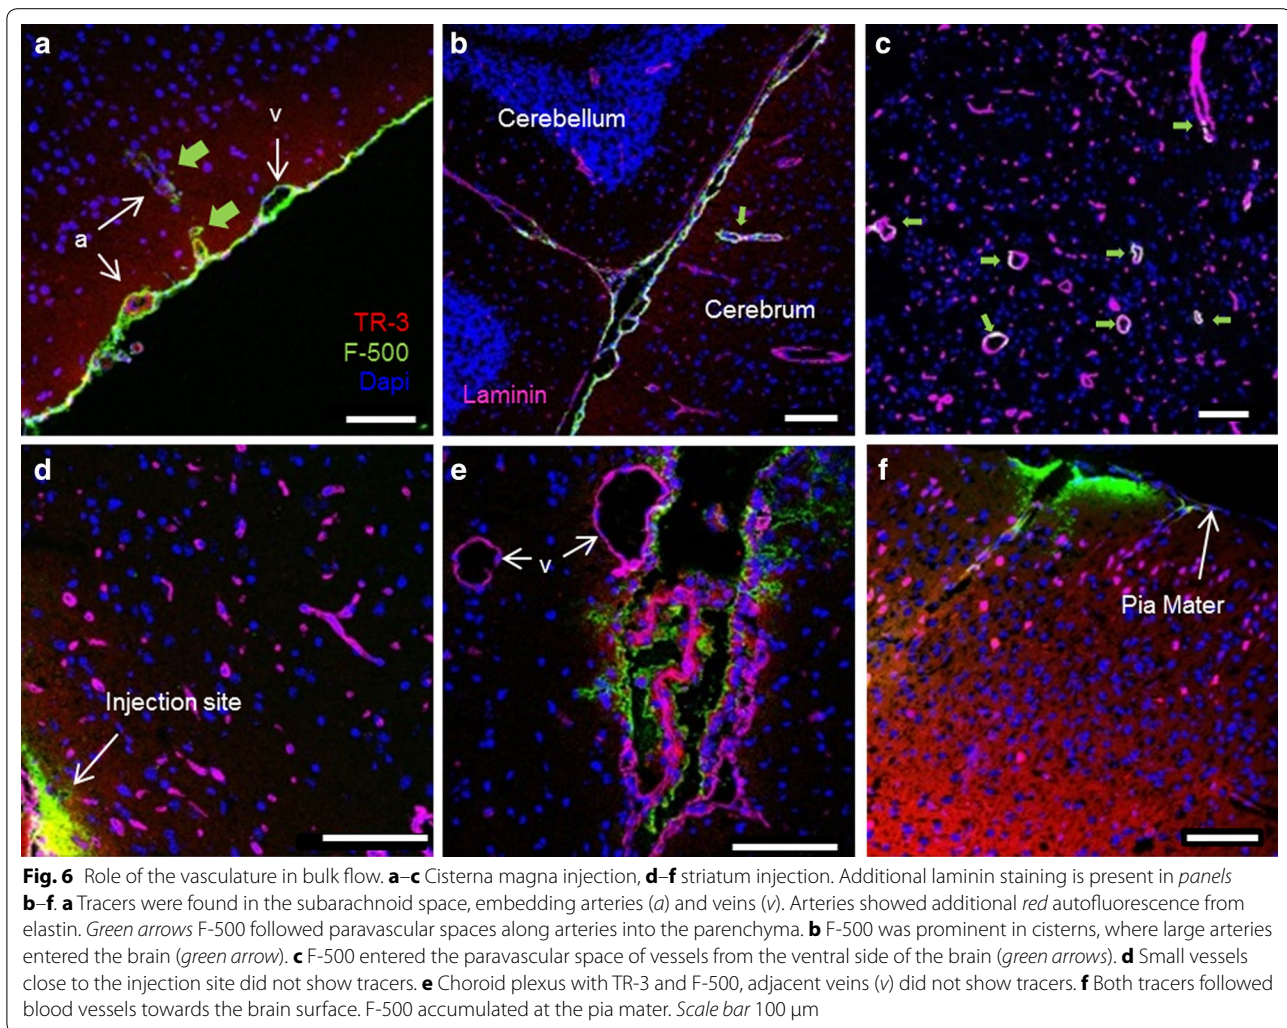 a
v
a
TR-3
F-500
Dapi
b
Cerebellum
Cerebrum
Laminin
c
d
Injection site
e
v
f
Pia Mater
Fig. 6 Role of the vasculature in bulk flow. a–c Cisterna magna injection, d–f striatum injection. Additional laminin staining is present in panels
b–f. a Tracers were found in the subarachnoid space, embedding arteries (a) and veins (v). Arteries showed additional red autofluorescence from
elastin. Green arrows F-500 followed paravascular spaces along arteries into the parenchyma. b F-500 was prominent in cisterns, where large arteries
entered the brain (green arrow). c F-500 entered the paravascular space of vessels from the ventral side of the brain (green arrows). d Small vessels
close to the injection site did not show tracers. e Choroid plexus with TR-3 and F-500, adjacent veins (v) did not show tracers. f Both tracers followed
blood vessels towards the brain surface. F-500 accumulated at the pia mater. Scale bar 100 μm